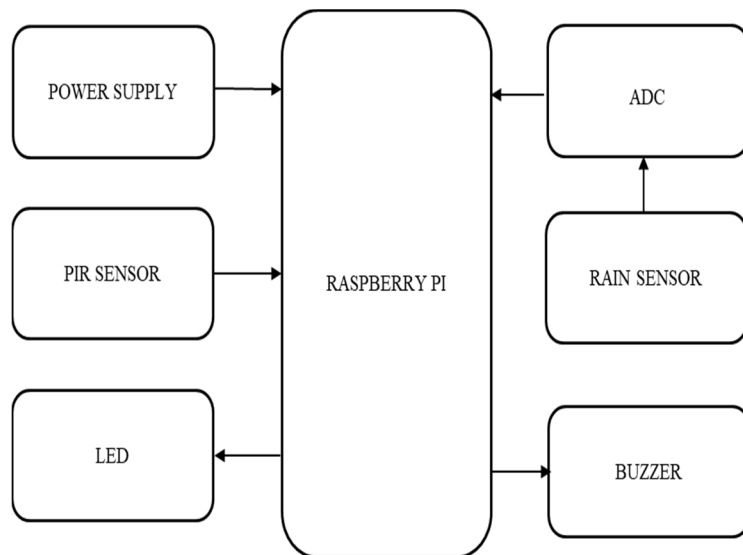 POWER SUPPLY
ADC
PIR SENSOR
RASPBERRY PI
RAIN SENSOR
LED
BUZZER